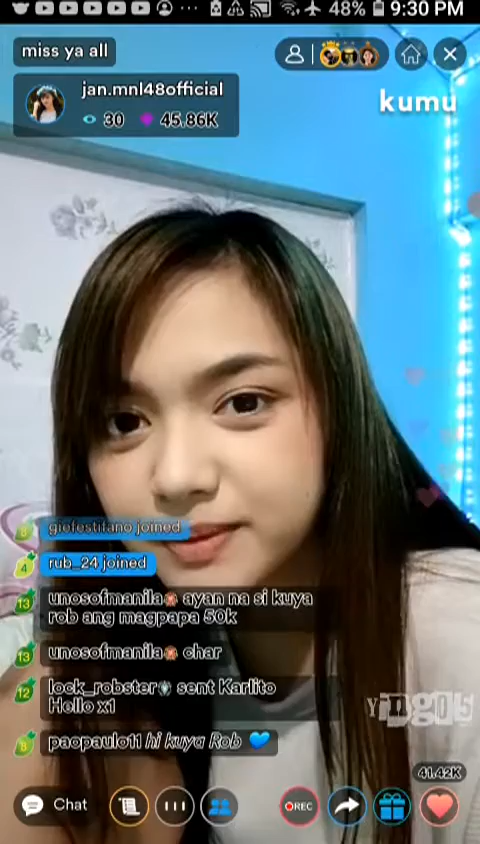 48% 9:30 PM
miss ya all
jan.mnl48official
30 45.86K
kumu
giefestifano joined
8
rub_24 joined
4
unosofmanila ayan na si kuya
rob ang magpapa 50k
13
unosofmanila char
13
lock_robster sent Karlito
Hello x1
12
paopaulo11 hi kuya Rob
8
41.42K
Chat
REC